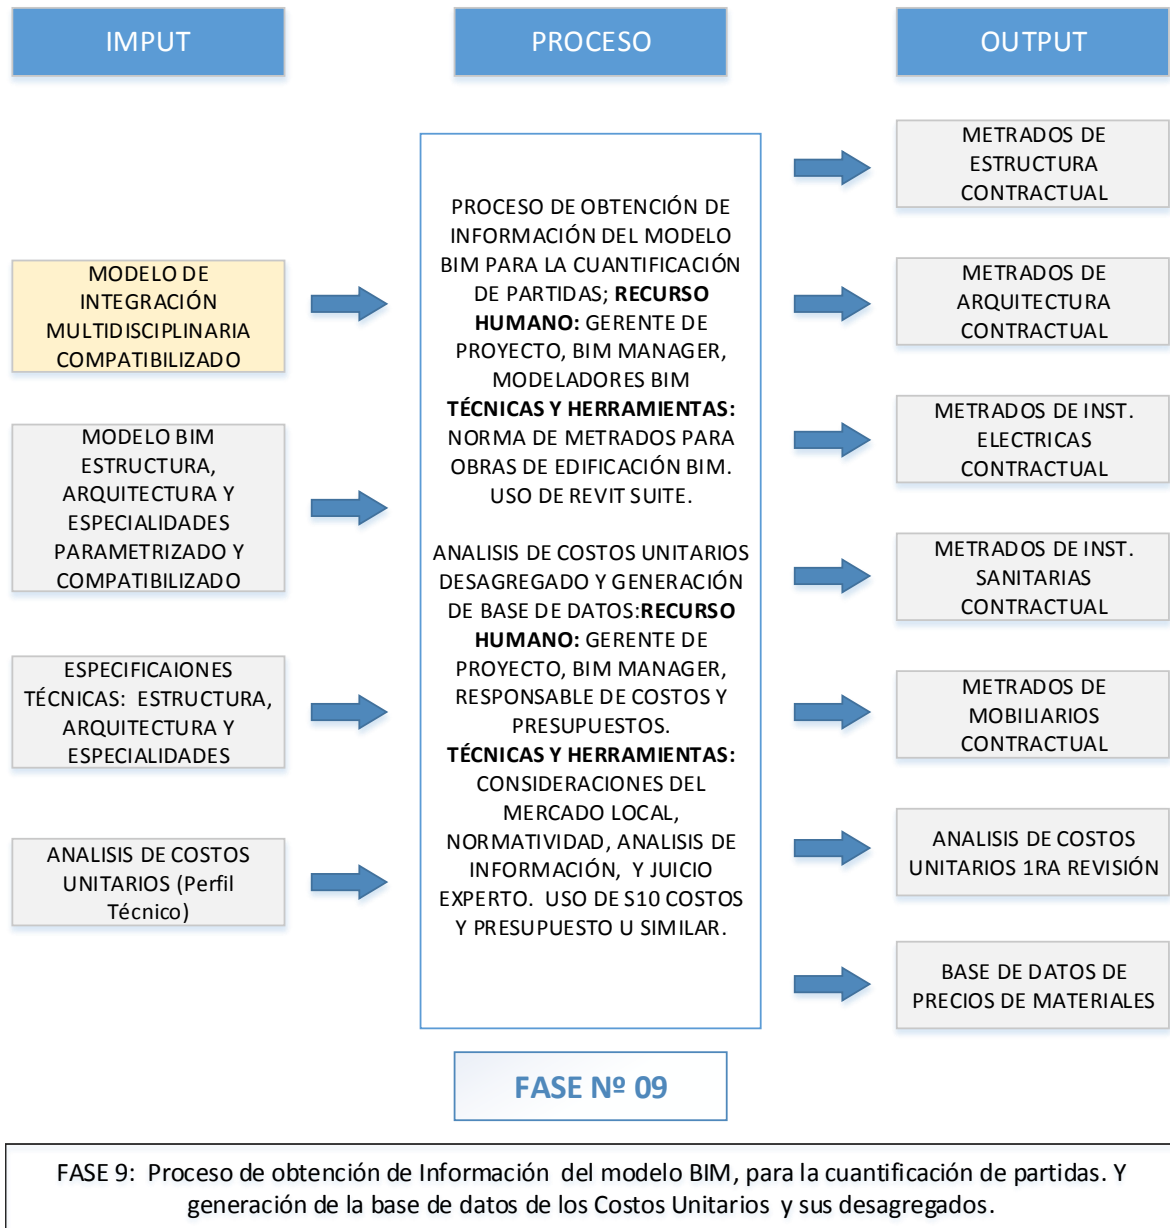 IMPUT
PROCESO
OUTPUT
MODELO DE
INTEGRACIÓN
MULTIDISCIPLINARIA
COMPATIBILIZADO
MODELO BIM
ESTRUCTURA,
ARQUITECTURA Y
ESPECIALIDADES
PARAMETRIZADO Y
COMPATIBILIZADO
ESPECIFICAIONES
TÉCNICAS: ESTRUCTURA,
ARQUITECTURA Y
ESPECIALIDADES
ANALISIS DE COSTOS
UNITARIOS (Perfil
Técnico)
PROCESO DE OBTENCIÓN DE
INFORMACIÓN DEL MODELO
BIM PARA LA CUANTIFICACIÓN
DE PARTIDAS; RECURSO
HUMANO: GERENTE DE
PROYECTO, BIM MANAGER,
MODELADORES BIM
TÉCNICAS Y HERRAMIENTAS:
NORMA DE METRADOS PARA
OBRAS DE EDIFICACIÓN BIM.
USO DE REVIT SUITE.
ANALISIS DE COSTOS UNITARIOS
DESAGREGADO Y GENERACIÓN
DE BASE DE DATOS:RECURSO
HUMANO: GERENTE DE
PROYECTO, BIM MANAGER,
RESPONSABLE DE COSTOS Y
PRESUPUESTOS.
TÉCNICAS Y HERRAMIENTAS:
CONSIDERACIONES DEL
MERCADO LOCAL,
NORMATIVIDAD, ANALISIS DE
INFORMACIÓN, Y JUICIO
EXPERTO. USO DE S10 COSTOS
Y PRESUPUESTO U SIMILAR.
METRADOS DE
ESTRUCTURA
CONTRACTUAL
METRADOS DE
ARQUITECTURA
CONTRACTUAL
METRADOS DE INST.
ELECTRICAS
CONTRACTUAL
METRADOS DE INST.
SANITARIAS
CONTRACTUAL
METRADOS DE
MOBILIARIOS
CONTRACTUAL
ANALISIS DE COSTOS
UNITARIOS 1RA REVISIÓN
BASE DE DATOS DE
PRECIOS DE MATERIALES
FASE Nº 09
FASE 9: Proceso de obtención de Información del modelo BIM, para la cuantificación de partidas. Y
generación de la base de datos de los Costos Unitarios y sus desagregados.